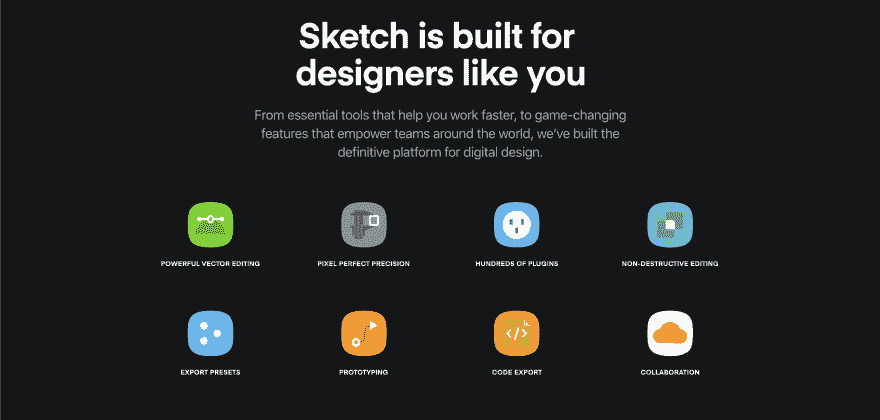 Sketch is built for
designers like you
From essential tools that help you work faster, to game-changing
features that empower teams around the world, we've built the
definitive platform for digital design.
POWERFUL VECTOR EDITING
PIXEL PERFECT PRECISION
HUNDREDS OF PLUGINS
NON-DESTRUCTIVE EDITING
</>
EXPORT PRESETS
PROTOTYPING
CODE EXPORT
COLLABORATION